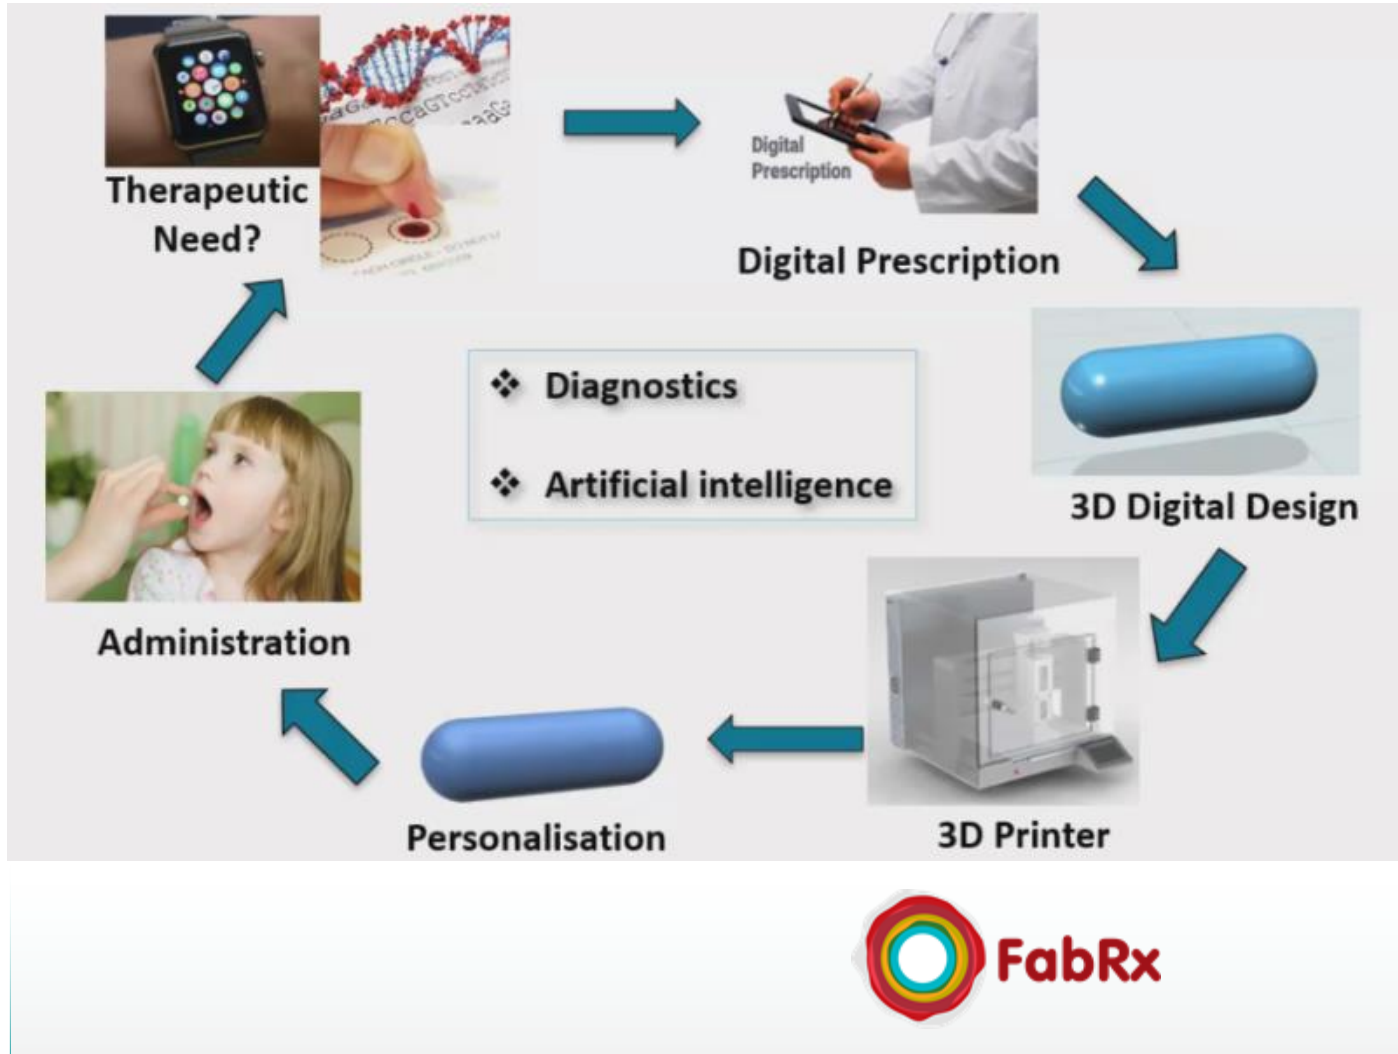 Therapeutic
Need?
Digital
Prescription
Digital Prescription
Diagnostics
Artificial intelligence
3D Digital Design
Administration
Personalisation
3D Printer
FabRx